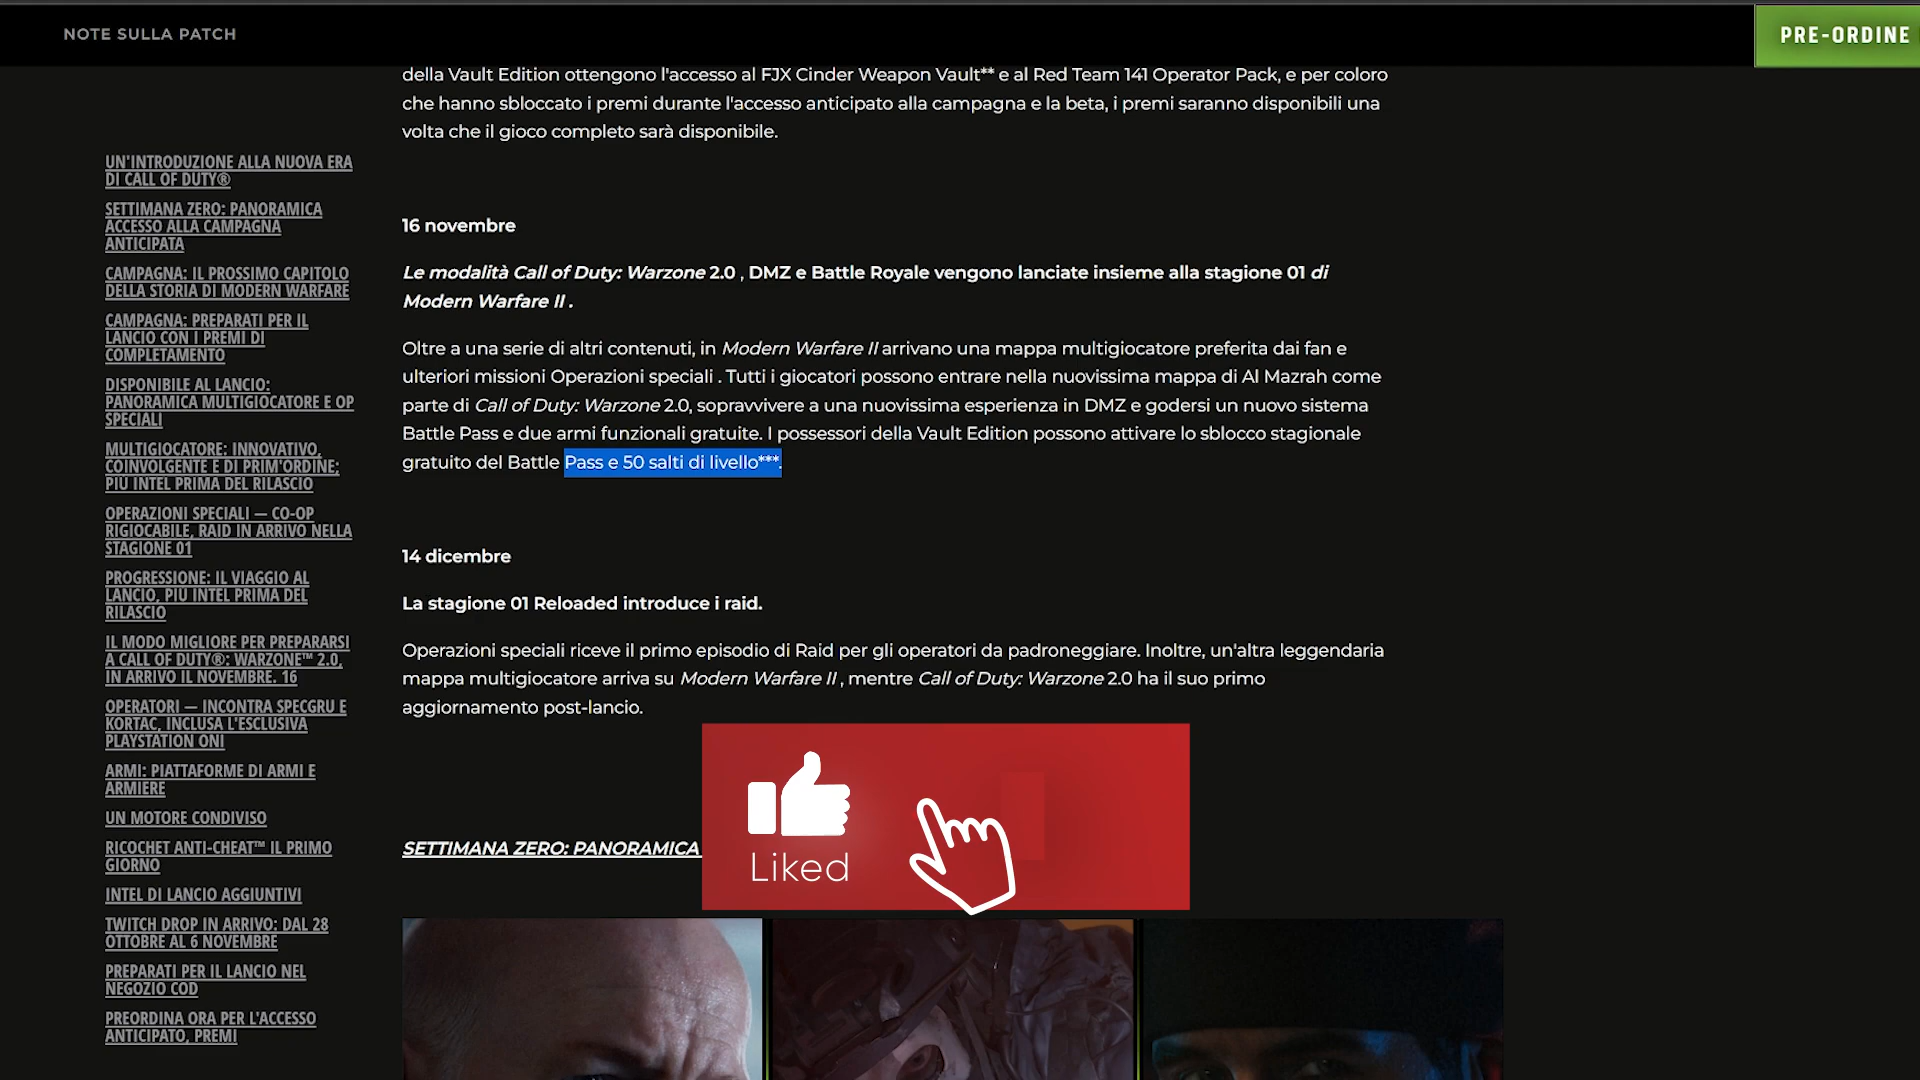 NOTE SULLA PATCH
PRE-ORDINE
della Vault Edition ottengono l'accesso al FJX Cinder Weapon Vault** e al Red Team 141 Operator Pack, e per coloro
che hanno sbloccato i premi durante l'accesso anticipato alla campagna e la beta, i premi saranno disponibili una
volta che il gioco completo sarà disponibile.
UN'INTRODUZIONE ALLA NUOVA ERA
DI CALL OF DUTY®
SETTIMANA ZERO: PANORAMICA
ACCESSO ALLA CAMPAGNA
ANTICIPATA
CAMPAGNA: IL PROSSIMO CAPITOLO
DELLA STORIA DI MODERN WARFARE
CAMPAGNA: PREPARATI PER IL
LANCIO CON I PREMI DI
COMPLETAMENTO
DISPONIBILE AL LANCIO:
PANORAMICA MULTIGIOCATORE E OP
SPECIALI
MULTIGIOCATORE: INNOVATIVO,
COINVOLGENTE E DI PRIM'ORDINE;
PIÙ INTEL PRIMA DEL RILASCIO
OPERAZIONI SPECIALI — CO-OP
RIGIOCABILE, RAID IN ARRIVO NELLA
STAGIONE 01
PROGRESSIONE: IL VIAGGIO AL
LANCIO, PIÙ INTEL PRIMA DEL
RILASCIO
IL MODO MIGLIORE PER PREPARARSI
A CALL OF DUTY®: WARZONE™ 2.0,
IN ARRIVO IL NOVEMBRE. 16
OPERATORI — INCONTRA SPECGRU E
KORTAC, INCLUSA L'ESCLUSIVA
PLAYSTATION ONI
ARMI: PIATTAFORME DI ARMI E
ARMIERE
UN MOTORE CONDIVISO
RICOCHET ANTI-CHEAT™ IL PRIMO
GIORNO
INTEL DI LANCIO AGGIUNTIVI
TWITCH DROP IN ARRIVO: DAL 28
OTTOBRE AL 6 NOVEMBRE
PREPARATI PER IL LANCIO NEL
NEGOZIO COD
PREORDINA ORA PER L'ACCESSO
ANTICIPATO, PREMI
16 novembre
Le modalità Call of Duty: Warzone 2.0 , DMZ e Battle Royale vengono lanciate insieme alla stagione 01 di
Modern Warfare II .
Oltre a una serie di altri contenuti, in Modern Warfare II arrivano una mappa multigiocatore preferita dai fan e
ulteriori missioni Operazioni speciali . Tutti i giocatori possono entrare nella nuovissima mappa di Al Mazrah come
parte di Call of Duty: Warzone 2.0, sopravvivere a una nuovissima esperienza in DMZ e godersi un nuovo sistema
Battle Pass e due armi funzionali gratuite. I possessori della Vault Edition possono attivare lo sblocco stagionale
gratuito del Battle Pass e 50 salti di livello***.
14 dicembre
La stagione 01 Reloaded introduce i raid.
Operazioni speciali riceve il primo episodio di Raid per gli operatori da padroneggiare. Inoltre, un'altra leggendaria
mappa multigiocatore arriva su Modern Warfare II , mentre Call of Duty: Warzone 2.0 ha il suo primo
aggiornamento post-lancio.
SETTIMANA ZERO: PANORAMICA
Liked